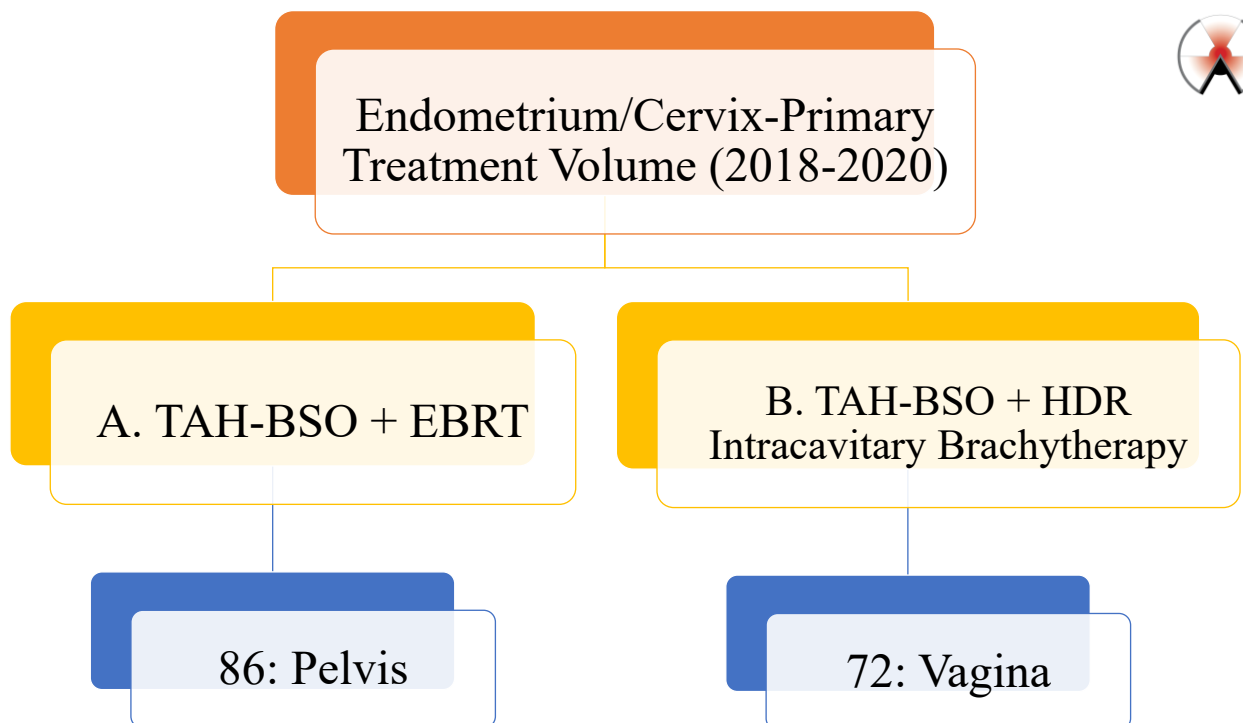 Endometrium/Cervix-Primary
Treatment Volume (2018-2020)
A. TAH-BSO + EBRT
B. TAH-BSO + HDR
Intracavitary Brachytherapy
86: Pelvis
72: Vagina